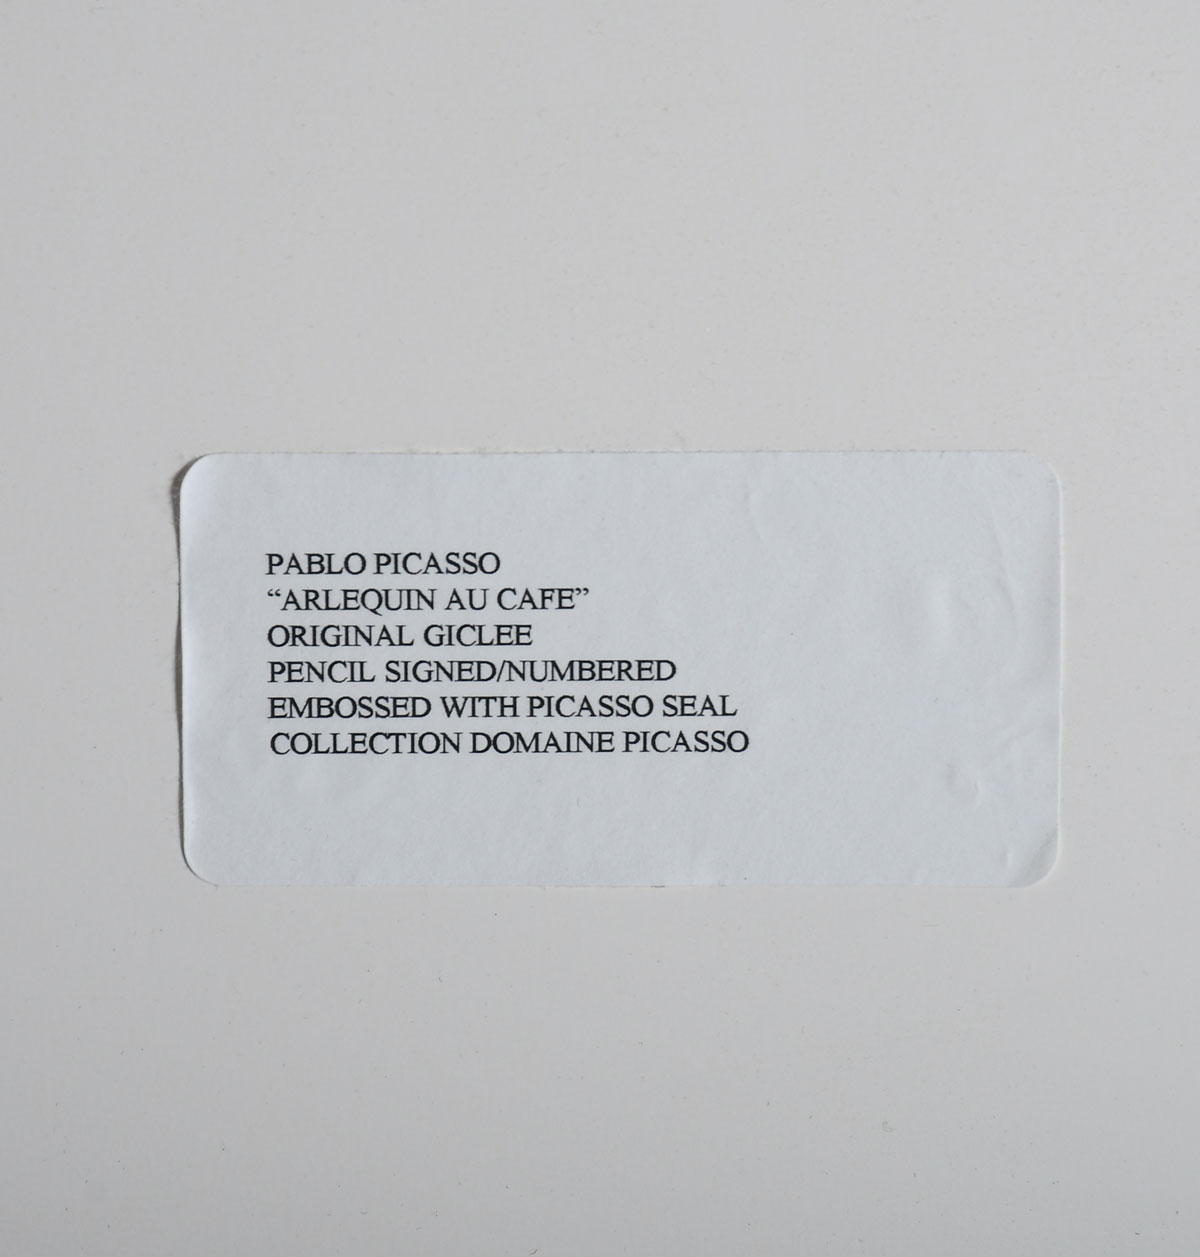 PABLO PICASSO
“ARLEQUIN AU CAFE”
ORIGINAL GICLEE
PENCIL SIGNED/NUMBERED
EMBOSSED WITH PICASSO SEAL
COLLECTION DOMAINE PICASSO